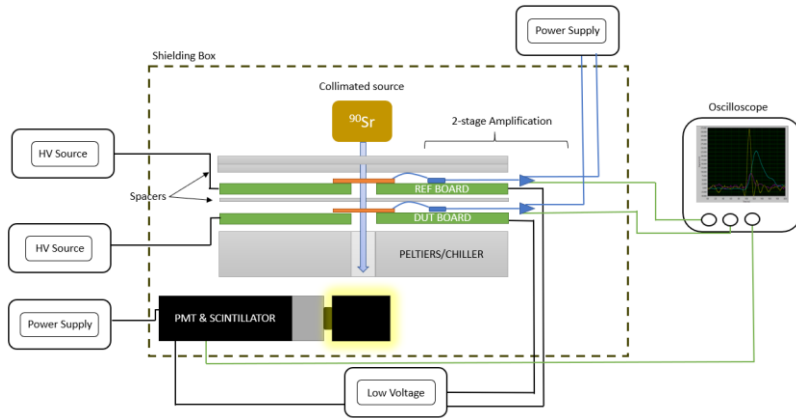 Power Supply
Shielding Box
Collimated source
90Sr
2-stage Amplification
Oscilloscope
HV Source
Spacers
REF BOARD
DUT BOARD
HV Source
PELTIERS/CHILLER
Power Supply
PMT & SCINTILLATOR
Low Voltage